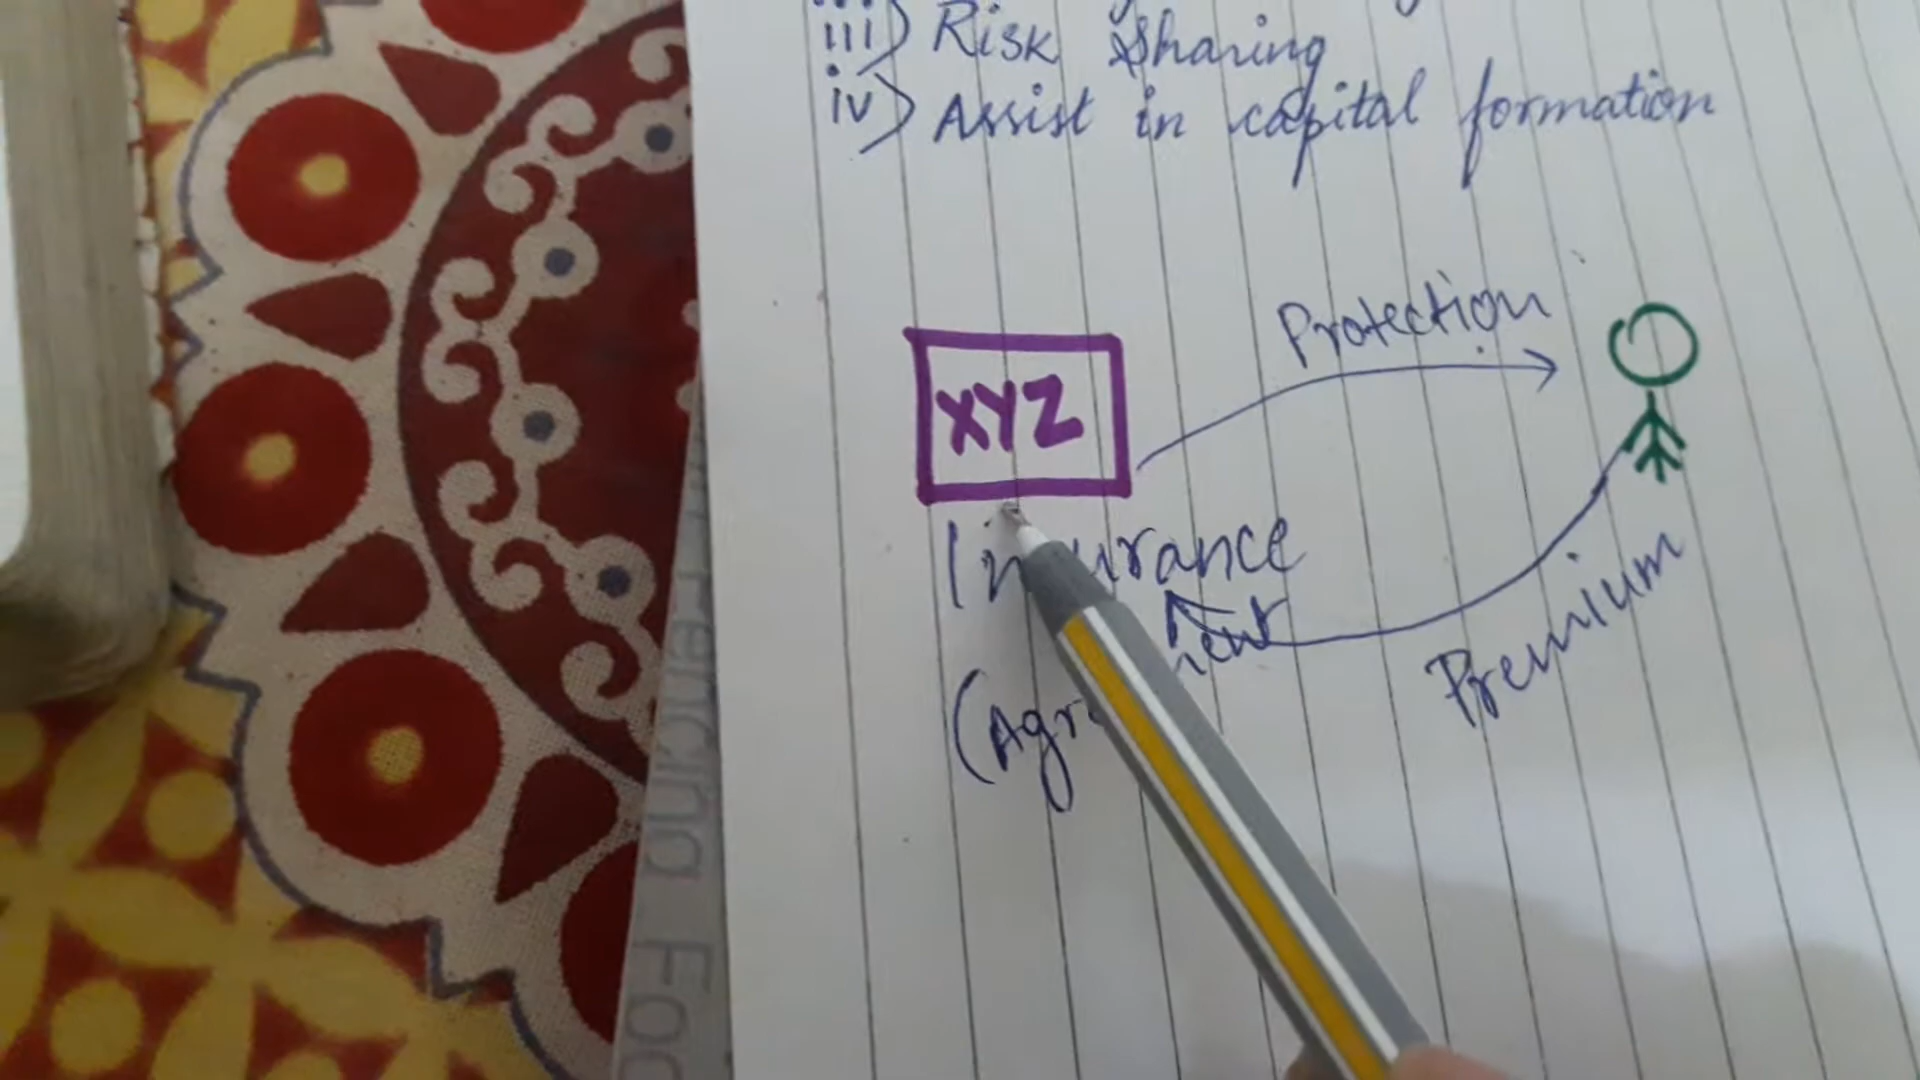 iii) Risk Sharing
iv) Assist in capital formation
Protection
XYZ
Premium